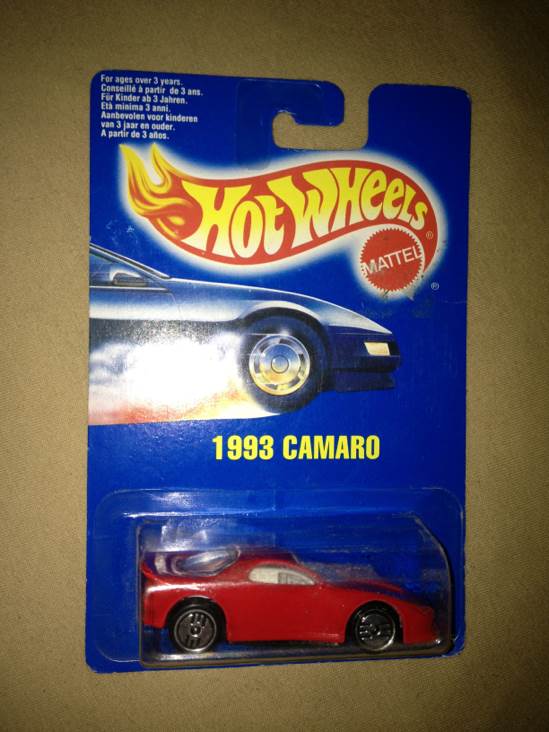 For ages over 3 years.
Conseillé à partir de 3 ans.
Für Kinder ab 3 Jahren.
Età minima 3 anni.
Aanbevolen voor kinderen
van 3 jaar en ouder.
A partir de 3 años.
HOT WHEELS®
MATTEL
®
1993 CAMARO